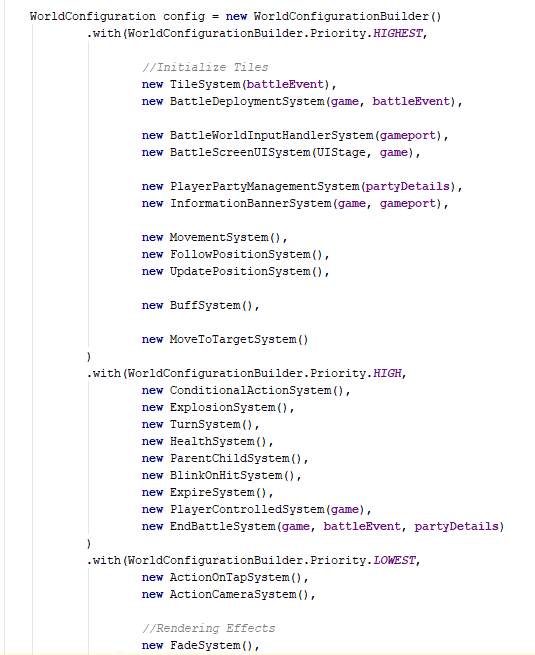 WorldConfiguration config = new WorldConfigurationBuilder()
.with(WorldConfigurationBuilder.Priority.HIGHEST,
//Initialize Tiles
new TileSystem(battleEvent),
new BattleDeploymentSystem(game, battleEvent),
new BattleWorldInputHandlerSystem(gameport),
new BattleScreenUISystem(UIStage, game),
new PlayerPartyManagementSystem(partyDetails),
new InformationBannerSystem(game, gameport),
new MovementSystem(),
new FollowPositionSystem(),
new UpdatePositionSystem(),
new BuffSystem(),
new MoveToTargetSystem()
)
.with(WorldConfigurationBuilder.Priority.HIGH,
new ConditionalActionSystem(),
new ExplosionSystem(),
new TurnSystem(),
new HealthSystem(),
new ParentChildSystem(),
new BlinkOnHitSystem(),
new ExpireSystem(),
new PlayerControlledSystem(game),
new EndBattleSystem(game, battleEvent, partyDetails)
)
.with(WorldConfigurationBuilder.Priority.LOWEST,
new ActionOnTapSystem(),
new ActionCameraSystem(),
//Rendering Effects
new FadeSystem(),